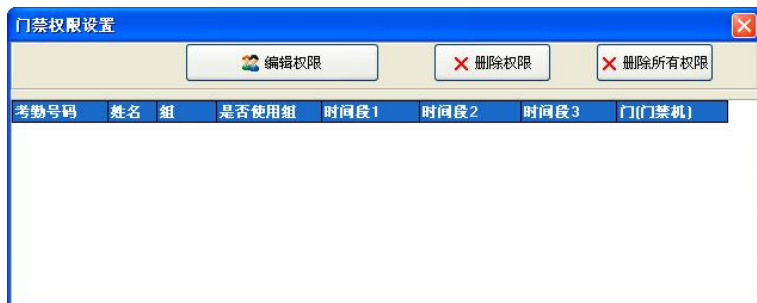 门禁权限设置
编辑权限 删除权限 删除所有权限
考勤号码 姓名 组 是否使用组 时间段1 时间段2 时间段3 门(门禁机)